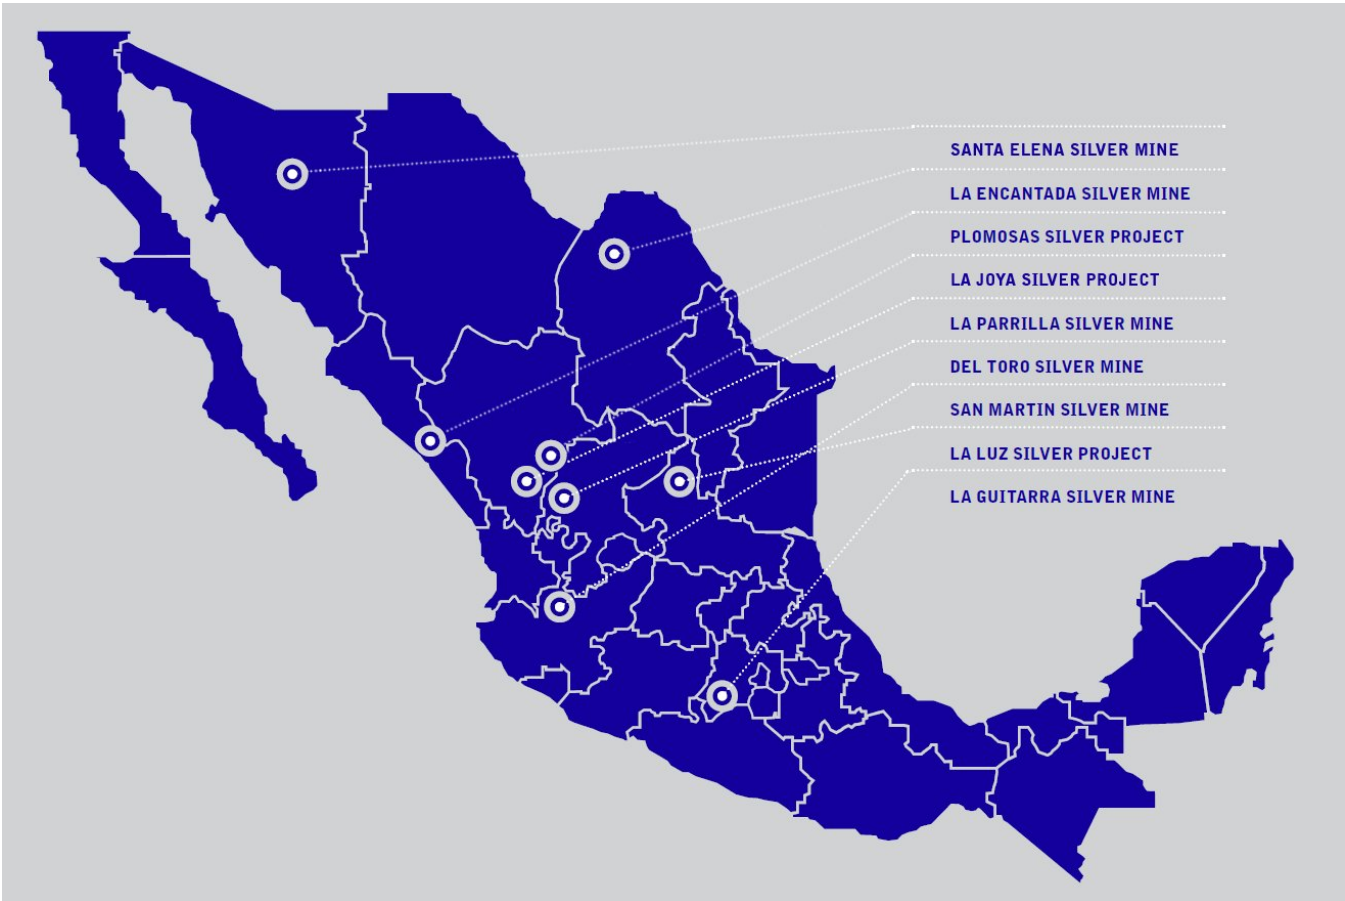 SANTA ELENA SILVER MINE
LA ENCANTADA SILVER MINE
PLOMOSAS SILVER PROJECT
LA JOYA SILVER PROJECT
LA PARRILLA SILVER MINE
DEL TORO SILVER MINE
SAN MARTIN SILVER MINE
LA LUZ SILVER PROJECT
LA GUITARRA SILVER MINE